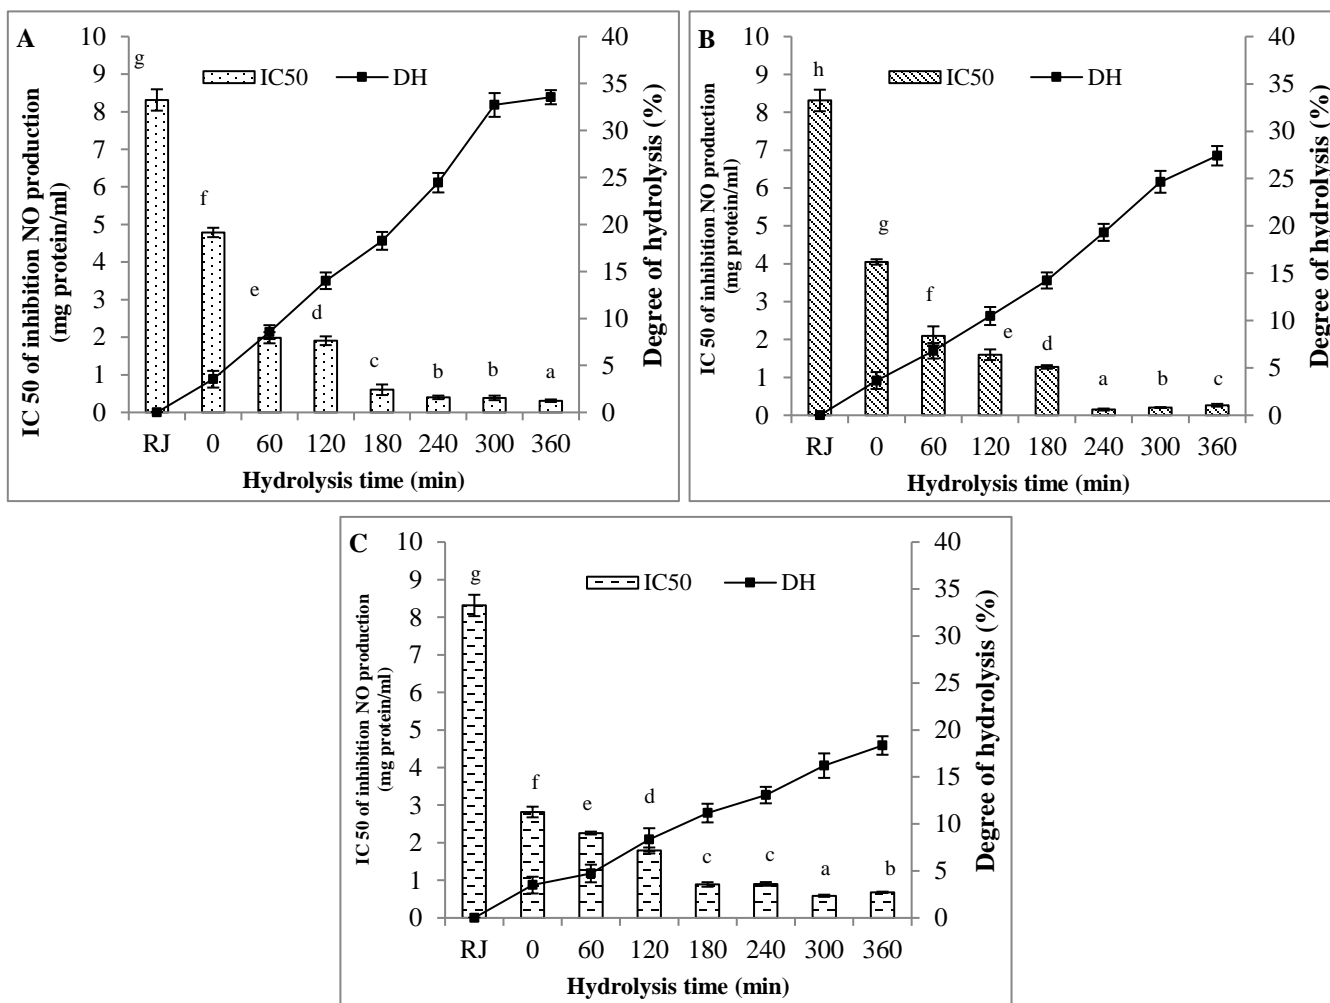 A
10
9
8
7
6
5
4
3
2
1
0
IC 50 of inhibition NO production
(mg protein/ml)
IC50
DH
g
f
e
d
c
b
b
a
40
35
30
25
20
15
10
5
0
Degree of hydrolysis (%)
RJ 0 60 120 180 240 300 360
Hydrolysis time (min)
B
10
9
8
7
6
5
4
3
2
1
0
IC 50 of inhibition NO production
(mg protein/ml)
IC50
DH
h
g
f
e
d
a
b
c
40
35
30
25
20
15
10
5
0
Degree of hydrolysis (%)
RJ 0 60 120 180 240 300 360
Hydrolysis time (min)
C
10
9
8
7
6
5
4
3
2
1
0
IC 50 of inhibition NO production
(mg protein/ml)
IC50
DH
g
f
e
d
c
c
a
b
40
35
30
25
20
15
10
5
0
Degree of hydrolysis (%)
RJ 0 60 120 180 240 300 360
Hydrolysis time (min)